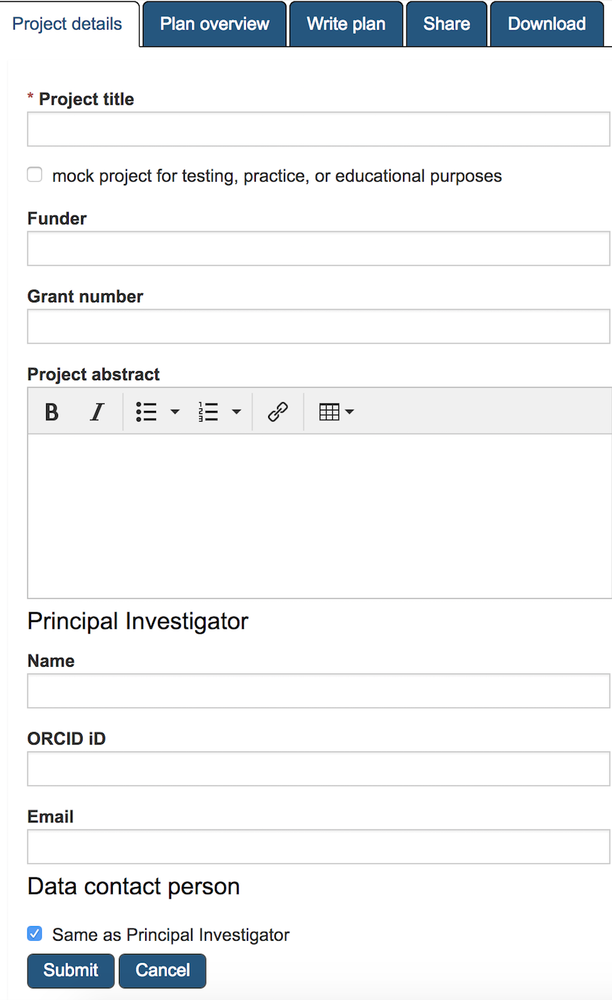 Project details Plan overview Write plan Share Download
* Project title
mock project for testing, practice, or educational purposes
Funder
Grant number
Project abstract
B I
Principal Investigator
Name
ORCID iD
Email
Data contact person
Same as Principal Investigator
Submit Cancel